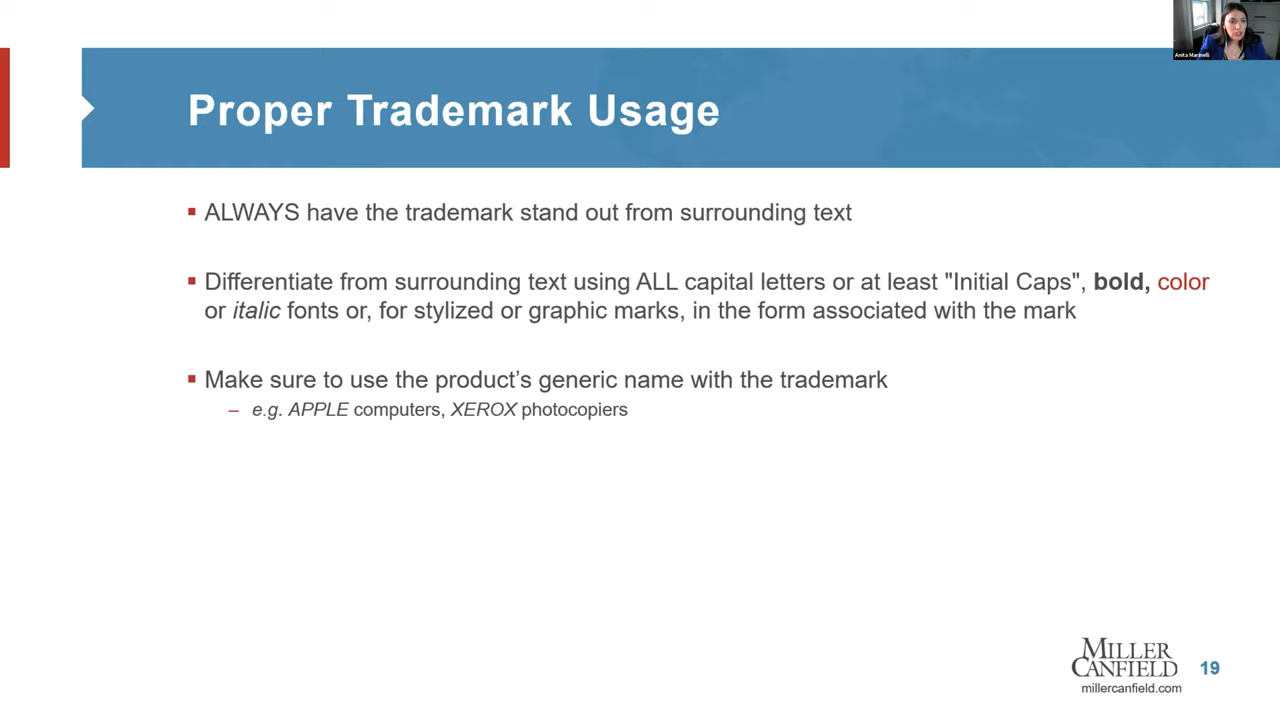 Anita Marinelli
Proper Trademark Usage
▪ ALWAYS have the trademark stand out from surrounding text
▪ Differentiate from surrounding text using ALL capital letters or at least "Initial Caps", bold, color
or italic fonts or, for stylized or graphic marks, in the form associated with the mark
▪ Make sure to use the product’s generic name with the trademark
– e.g. APPLE computers, XEROX photocopiers
MILLER
CANFIELD
millercanfield.com
19